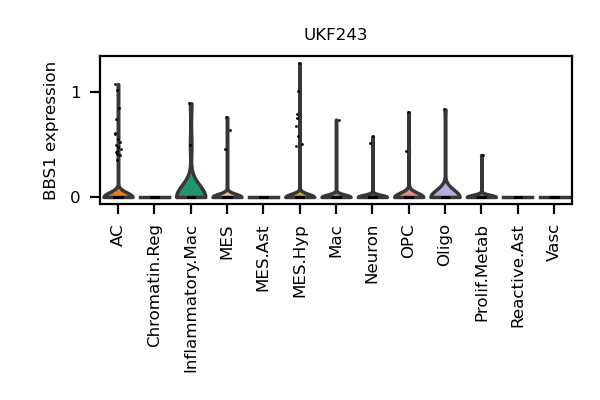 UKF243
BBS1 expression
1
0
AC
Chromatin.Reg
Inflammatory.Mac
MES
MES.Ast
MES.Hyp
Mac
Neuron
OPC
Oligo
Prolif.Metab
Reactive.Ast
Vasc